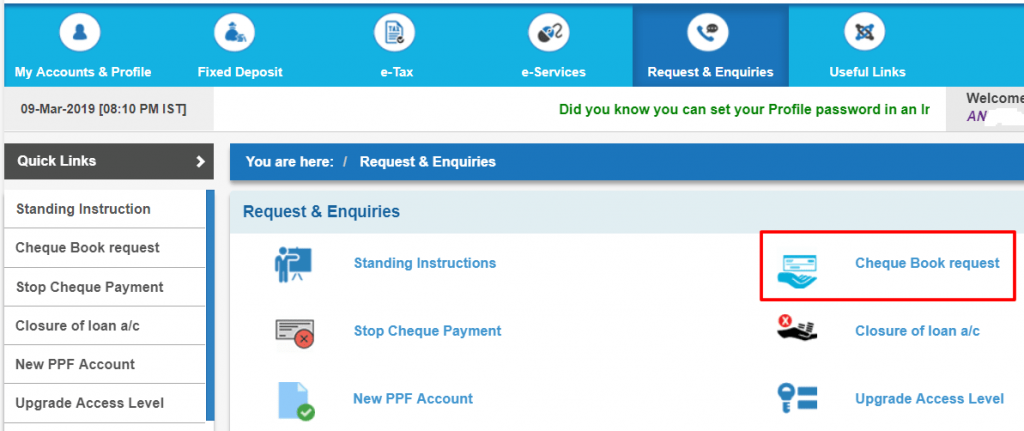 My Accounts & Profile
Fixed Deposit
TAX
e-Tax
e-Services
Request & Enquiries
Useful Links
09-Mar-2019 [08:10 PM IST]
Did you know you can set your Profile password in an Ir
Welcome
AN
Quick Links
You are here: / Request & Enquiries
Standing Instruction
Cheque Book request
Stop Cheque Payment
Closure of loan a/c
New PPF Account
Upgrade Access Level
Request & Enquiries
Standing Instructions
Cheque Book request
Stop Cheque Payment
Closure of loan a/c
New PPF Account
Upgrade Access Level